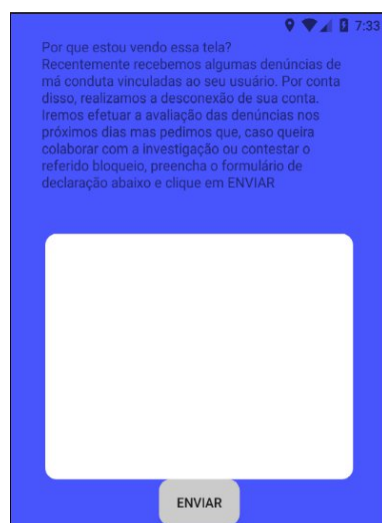 7:33
Por que estou vendo essa tela?
Recentemente recebemos algumas denúncias de
má conduta vinculadas ao seu usuário. Por conta
disso, realizamos a desconexão de sua conta.
Iremos efetuar a avaliação das denúncias nos
próximos dias mas pedimos que, caso queira
colaborar com a investigação ou contestar o
referido bloqueio, preencha o formulário de
declaração abaixo e clique em ENVIAR
ENVIAR